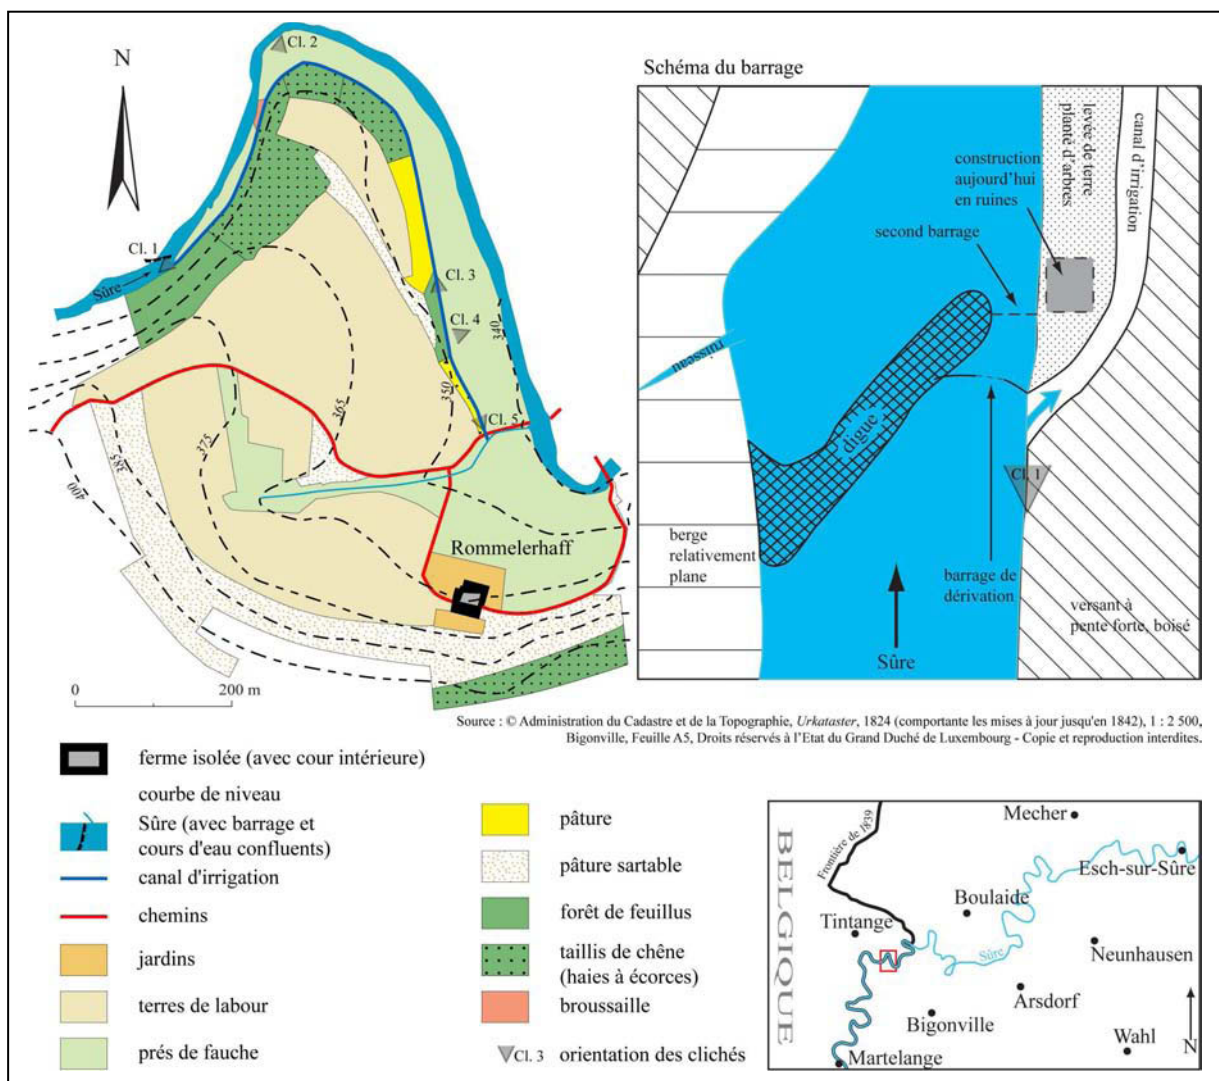 N
Cl. 2
Cl. 1
Sûre
Cl. 3
Cl. 4
340
350
Cl. 5
365
375
385
400
Rommelerhaff
0
200 m
Schéma du barrage
levée de terre
planté d'arbres
canal d'irrigation
construction
aujourd'hui
en ruines
second barrage
ruisseau
digue
Cl. 1
berge
relativement
plane
barrage de
dérivation
versant à
pente forte, boisé
Sûre
Source : © Administration du Cadastre et de la Topographie, Urkataster, 1824 (comportante les mises à jour jusqu'en 1842), 1 : 2 500,
Bigonville, Feuille A5, Droits réservés à l'Etat du Grand Duché de Luxembourg - Copie et reproduction interdites.
ferme isolée (avec cour intérieure)
courbe de niveau
Sûre (avec barrage et
cours d'eau confluents)
canal d'irrigation
chemins
jardins
terres de labour
prés de fauche
pâture
pâture sartable
forêt de feuillus
taillis de chêne
(haies à écorces)
broussaille
Cl. 3 orientation des clichés
BELGIQUE
Frontière de 1839
Mecher
Esch-sur-Sûre
Boulaide
Tintange
Sûre
Neunhausen
Arsdorf
Bigonville
Wahl
N
Martelange